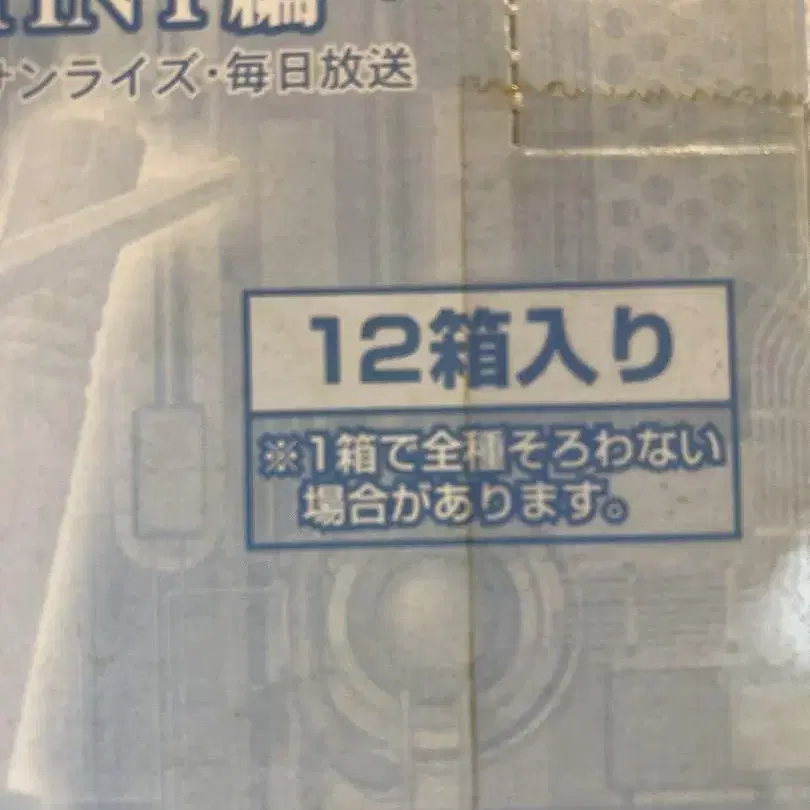 編
サンライズ・毎日放送
12箱入り
※1箱で全種そろわない
場合があります。